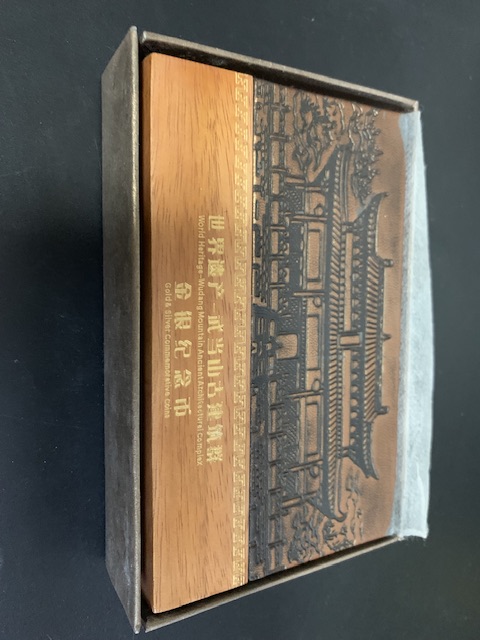 世界遗产—武当山古建筑群
World Heritage-Wudang Mountain Ancient Architectural Complex
金银纪念币
Gold & Silver Commemorative Coins